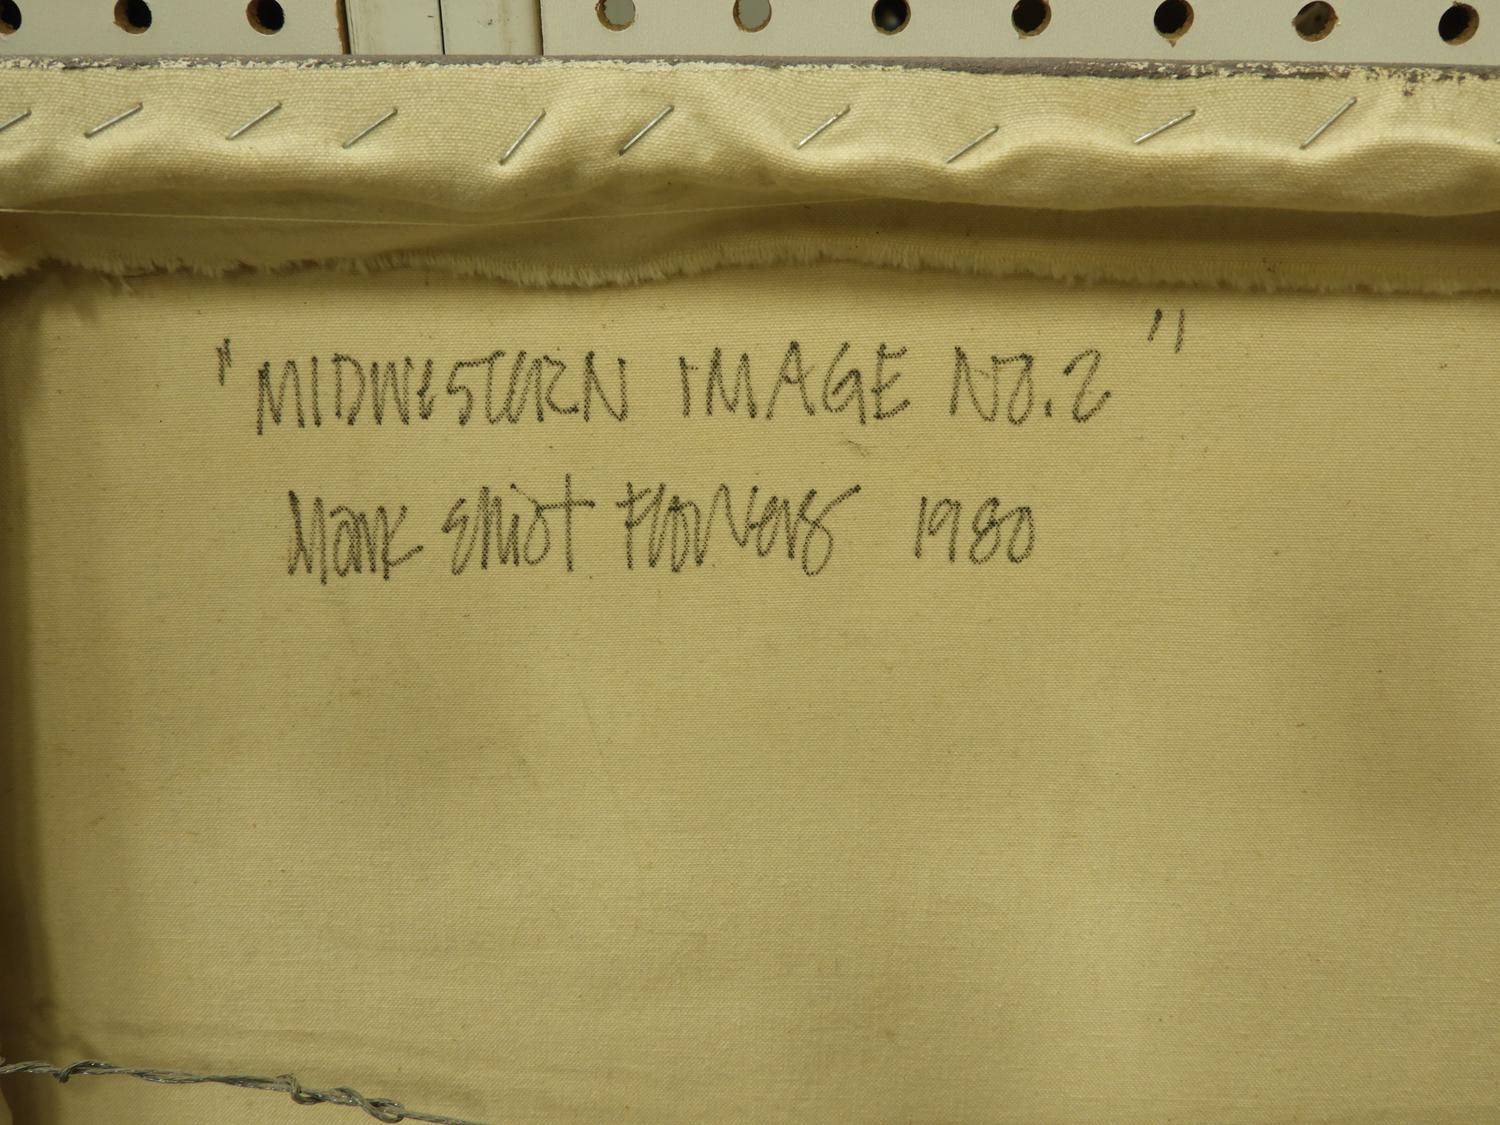 "MIDWESTERN IMAGE No. 2"
Mark Eliot Flowers 1980